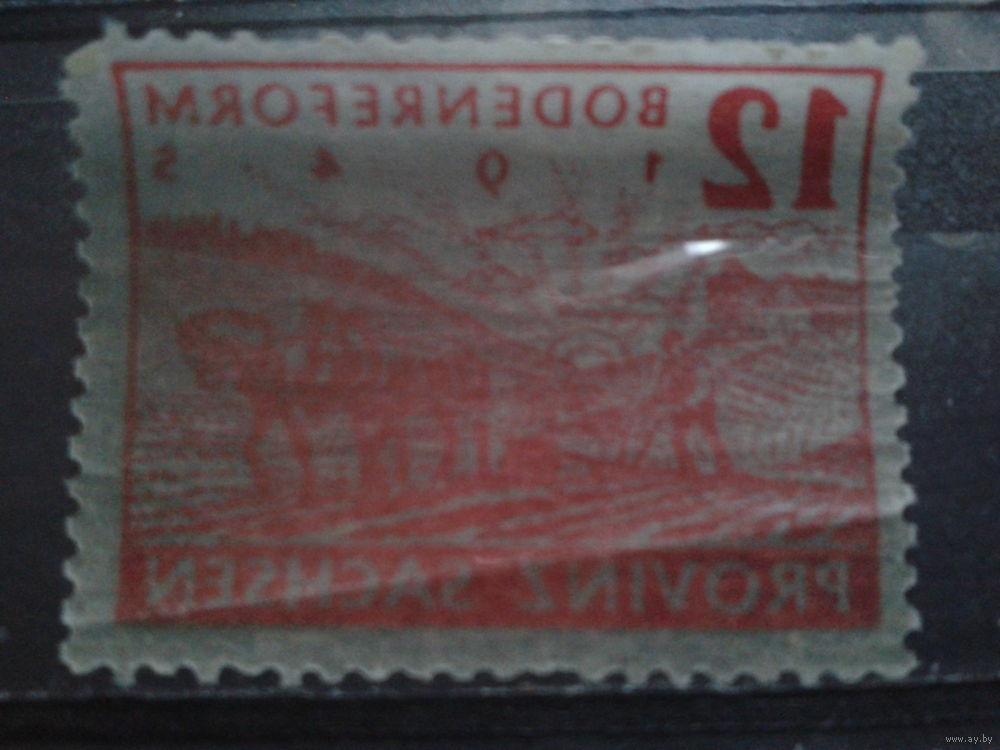 12 BODENREFORM
1945
PROVINZ SACHSEN
www.ay.by